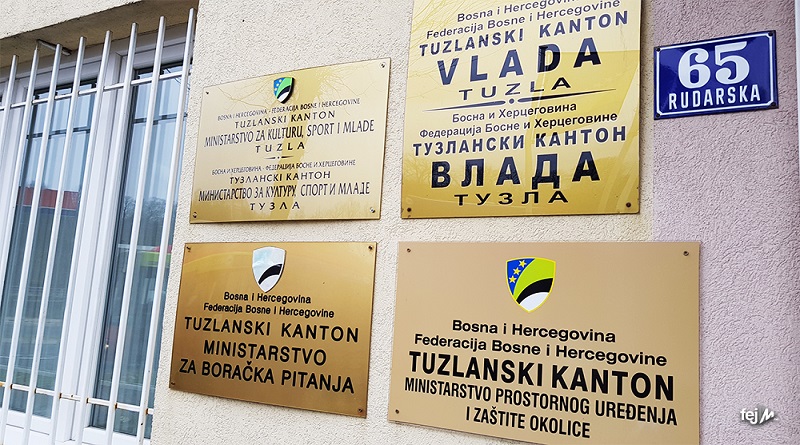 BOSNA I HERCEGOVINA - FEDERACIJA BOSNE I HERCEGOVINE
TUZLANSKI KANTON
MINISTARSTVO ZA KULTURU, SPORT I MLADE
TUZLA
БОСНА И ХЕРЦЕГОВИНА - ФЕДЕРАЦИЈА БОСНЕ И ХЕРЦЕГОВИНЕ
ТУЗЛАНСКИ КАНТОН
МИНИСТАРСТВО ЗА КУЛТУРУ, СПОРТ И МЛАДЕ
ТУЗЛА
Bosna i Hercegovina
Federacija Bosne i Hercegovine
TUZLANSKI KANTON
VLADA
TUZLA
Босна и Херцеговина
Федерација Босне и Херцеговине
ТУЗЛАНСКИ КАНТОН
ВЛАДА
ТУЗЛА
65
RUDARSKA
Bosna i Hercegovina
Federacija Bosne i Hercegovine
TUZLANSKI KANTON
MINISTARSTVO
ZA BORAČKA PITANJA
Bosna i Hercegovina
Federacija Bosne i Hercegovine
TUZLANSKI KANTON
MINISTARSTVO PROSTORNOG UREĐENJA
I ZAŠTITE OKOLICE
fej